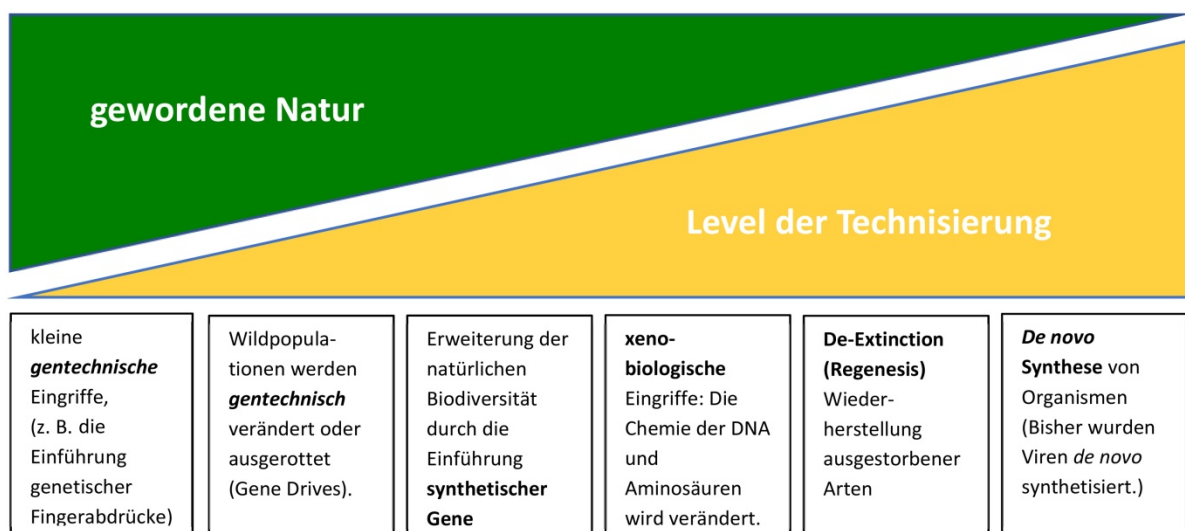 gewordene Natur
Level der Technisierung
kleine
gentechnische
Eingriffe,
(z. B. die
Einführung
genetischer
Fingerabdrücke)
Wildpopula-
tionen werden
gentechnisch
verändert oder
ausgerottet
(Gene Drives).
Erweiterung der
natürlichen
Biodiversität
durch die
Einführung
synthetischer
Gene
xeno-
biologische
Eingriffe: Die
Chemie der DNA
und
Aminosäuren
wird verändert.
De-Extinction
(Regenesis)
Wieder-
herstellung
ausgestorbener
Arten
De novo
Synthese von
Organismen
(Bisher wurden
Viren de novo
synthetisiert.)